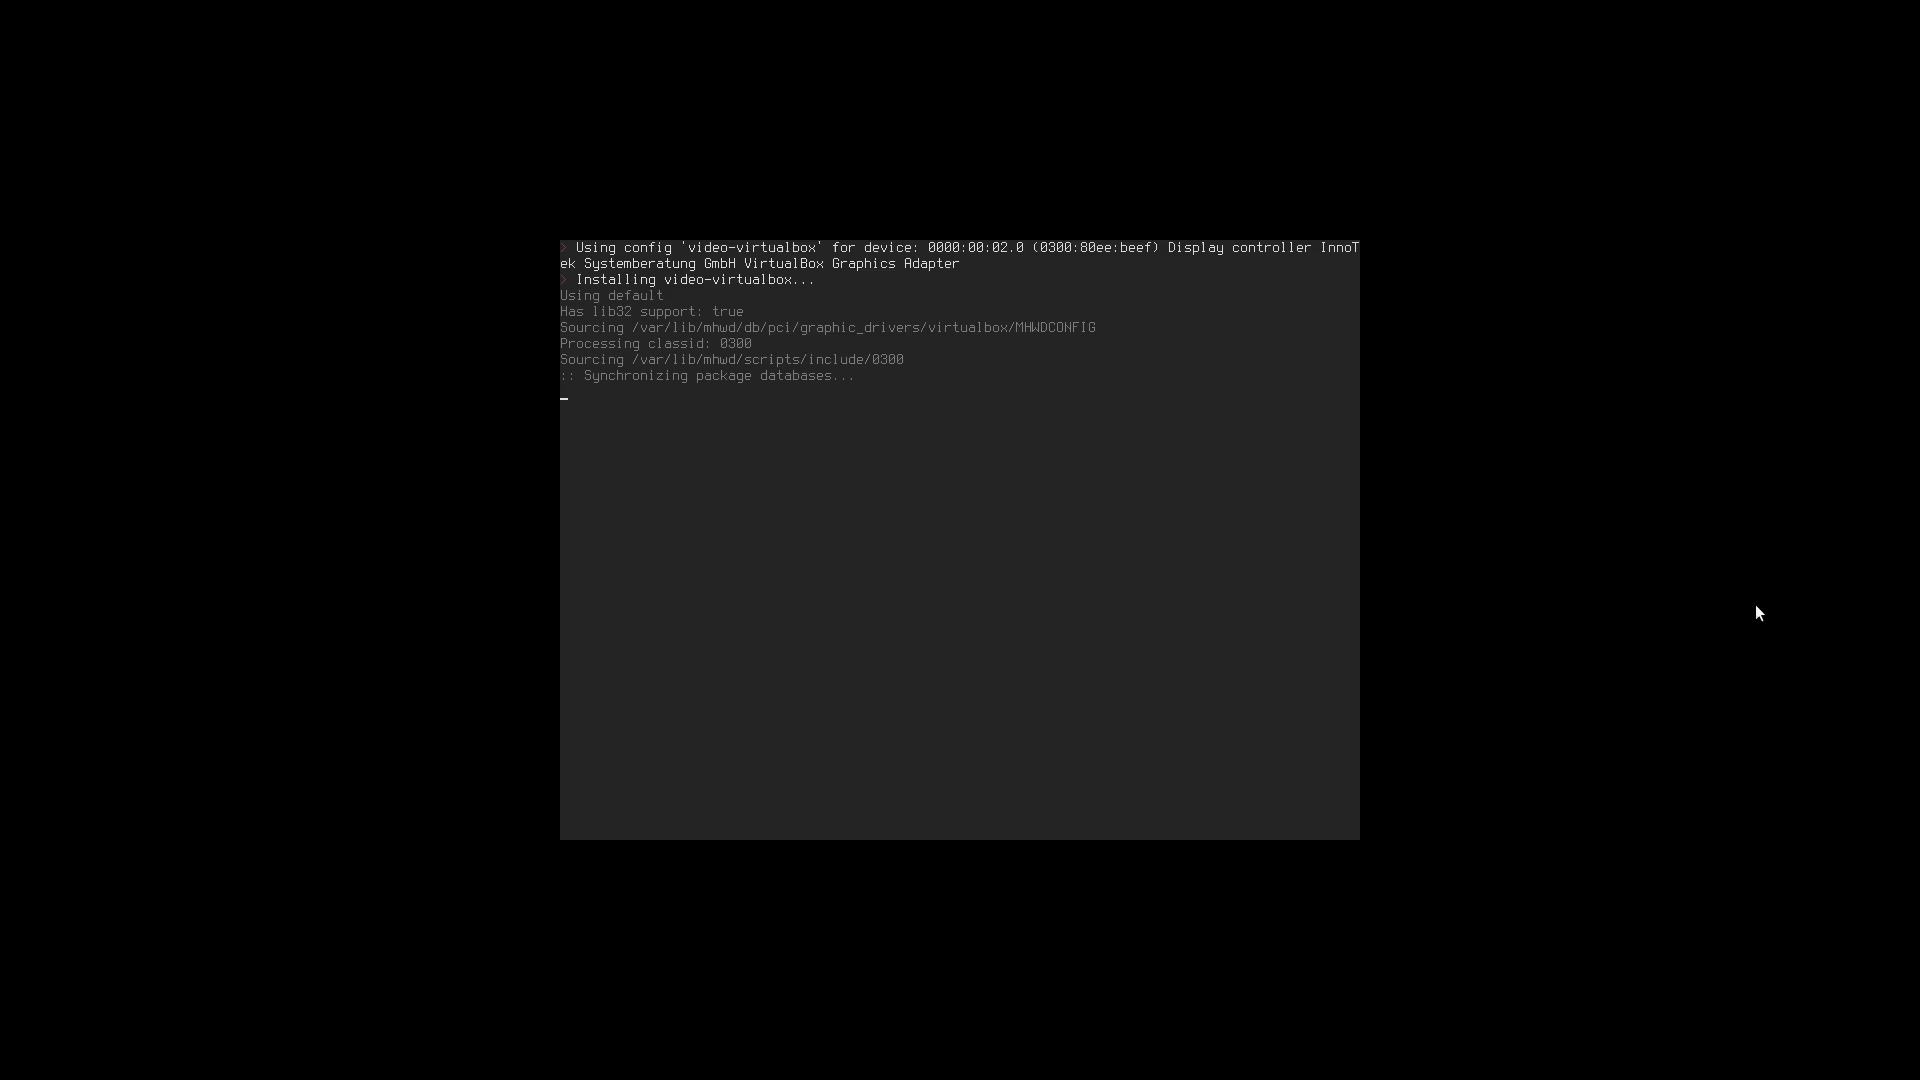 > Using config 'video-virtualbox' for device: 0000:00:02.0 (0300:80ee:beef) Display controller InnoT
ek Systemberatung GmbH VirtualBox Graphics Adapter
> Installing video-virtualbox...
Using default
Has lib32 support: true
Sourcing /var/lib/mhwd/db/pci/graphic_drivers/virtualbox/MHWDCONFIG
Processing classid: 0300
Sourcing /var/lib/mhwd/scripts/include/0300
:: Synchronizing package databases...